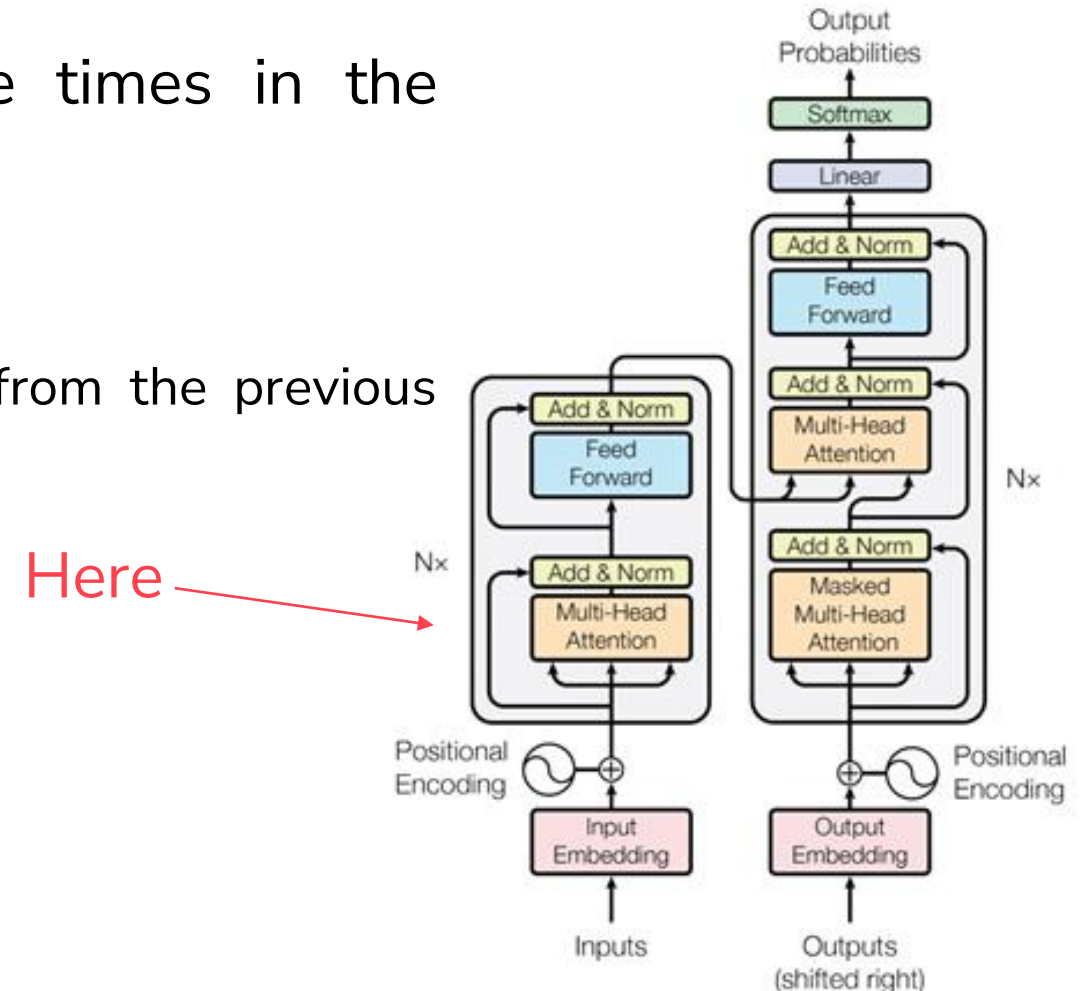 e times in the
from the previous
Here
Output
Probabilities
Softmax
Linear
Add & Norm
Feed
Forward
Add & Norm
Multi-Head
Attention
Add & Norm
Masked
Multi-Head
Attention
N×
Add & Norm
Feed
Forward
Add & Norm
Multi-Head
Attention
N×
Positional
Encoding
Positional
Encoding
Input
Embedding
Output
Embedding
Inputs
Outputs
(shifted right)